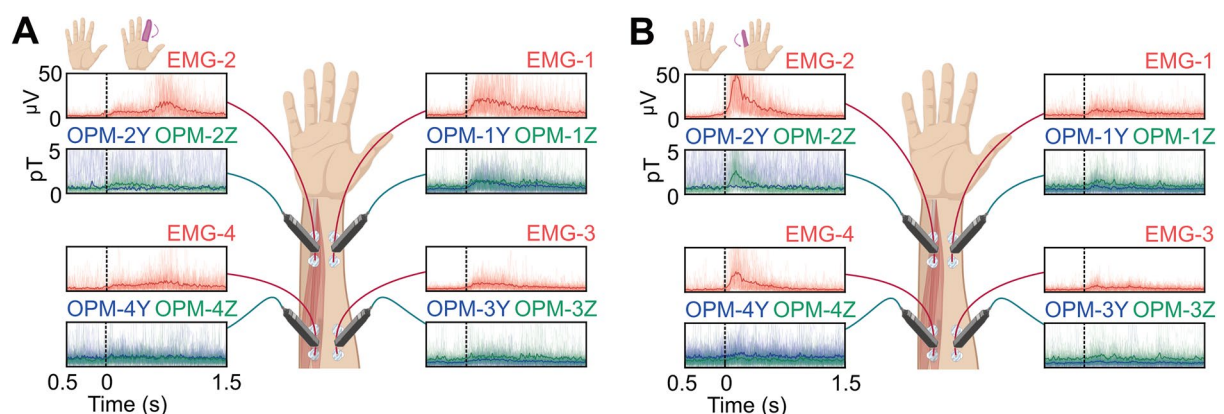 A
EMG-2
EMG-1
µV
50
0
OPM-2Y OPM-2Z
OPM-1Y OPM-1Z
pT
5
0
EMG-4
EMG-3
OPM-4Y OPM-4Z
OPM-3Y OPM-3Z
0.5 0 1.5
Time (s)
B
EMG-2
EMG-1
µV
50
0
OPM-2Y OPM-2Z
OPM-1Y OPM-1Z
pT
5
0
EMG-4
EMG-3
OPM-4Y OPM-4Z
OPM-3Y OPM-3Z
0.5 0 1.5
Time (s)